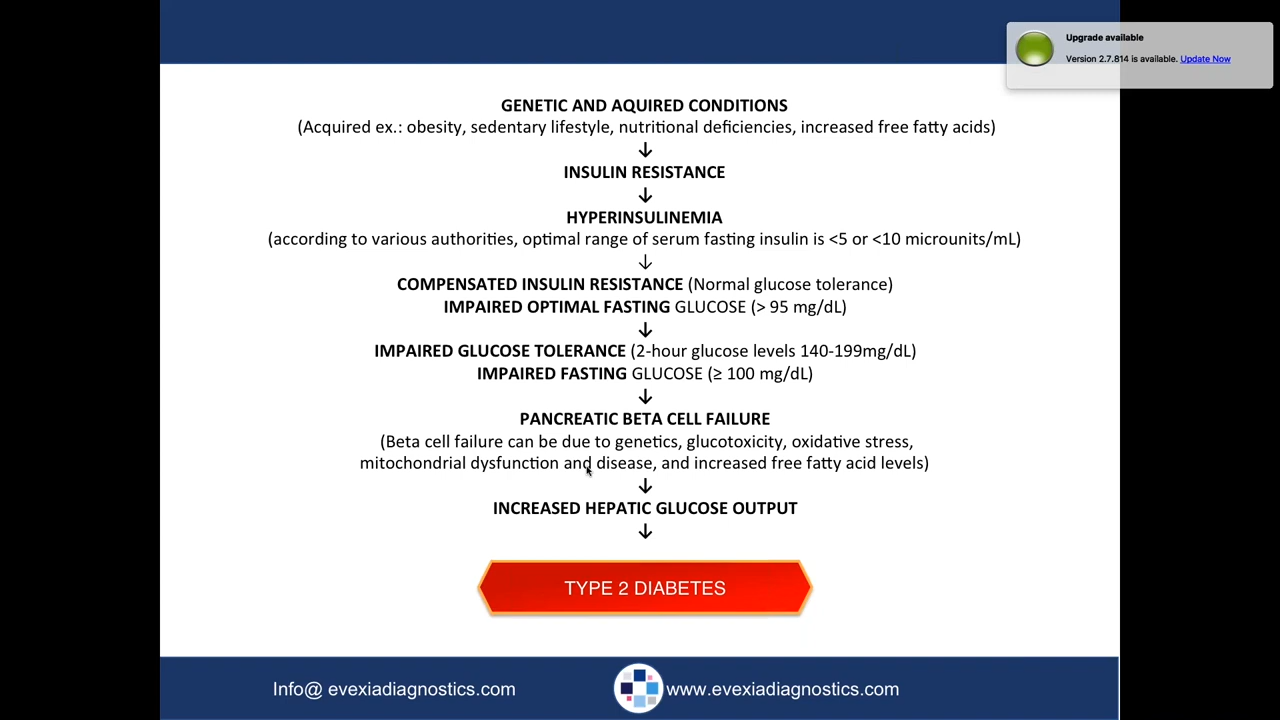 Upgrade available
Version 2.7.814 is available. Update Now
GENETIC AND AQUIRED CONDITIONS
(Acquired ex.: obesity, sedentary lifestyle, nutritional deficiencies, increased free fatty acids)
↓
INSULIN RESISTANCE
↓
HYPERINSULINEMIA
(according to various authorities, optimal range of serum fasting insulin is <5 or <10 microunits/mL)
↓
COMPENSATED INSULIN RESISTANCE (Normal glucose tolerance)
IMPAIRED OPTIMAL FASTING GLUCOSE (> 95 mg/dL)
↓
IMPAIRED GLUCOSE TOLERANCE (2-hour glucose levels 140-199mg/dL)
IMPAIRED FASTING GLUCOSE (≥ 100 mg/dL)
↓
PANCREATIC BETA CELL FAILURE
(Beta cell failure can be due to genetics, glucotoxicity, oxidative stress,
mitochondrial dysfunction and disease, and increased free fatty acid levels)
↓
INCREASED HEPATIC GLUCOSE OUTPUT
↓
TYPE 2 DIABETES
Info@ evexiadiagnostics.com
www.evexiadiagnostics.com